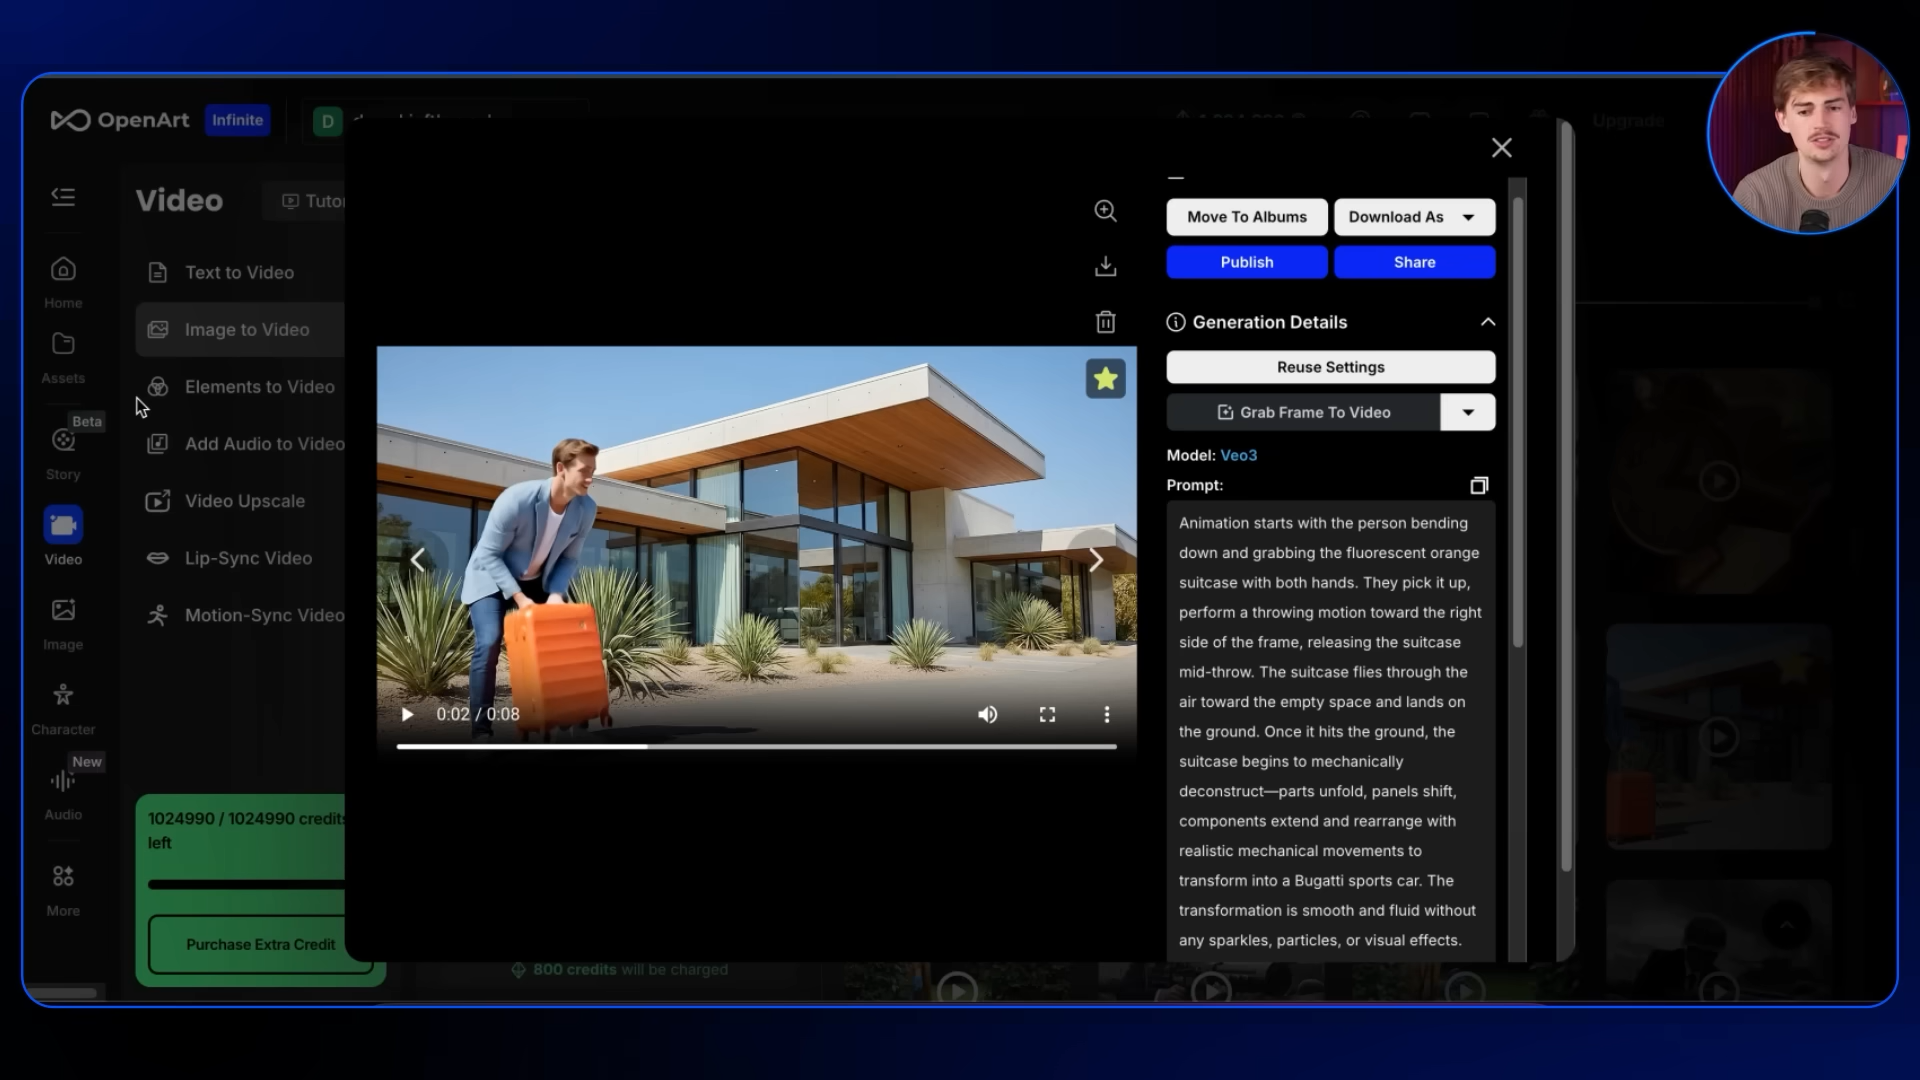 OpenArt
Infinite
D
Upgrade
Video
Tutor
Text to Video
Image to Video
Elements to Video
Add Audio to Video
Video Upscale
Lip-Sync Video
Motion-Sync Video
Home
Assets
Beta
Story
Video
Image
Character
New
Audio
More
1024990 / 1024990 credits
left
Purchase Extra Credit
800 credits will be charged
0:02 / 0:08
Move To Albums
Download As
Publish
Share
Generation Details
Reuse Settings
Grab Frame To Video
Model: Veo3
Prompt:
Animation starts with the person bending
down and grabbing the fluorescent orange
suitcase with both hands. They pick it up,
perform a throwing motion toward the right
side of the frame, releasing the suitcase
mid-throw. The suitcase flies through the
air toward the empty space and lands on
the ground. Once it hits the ground, the
suitcase begins to mechanically
deconstruct—parts unfold, panels shift,
components extend and rearrange with
realistic mechanical movements to
transform into a Bugatti sports car. The
transformation is smooth and fluid without
any sparkles, particles, or visual effects.